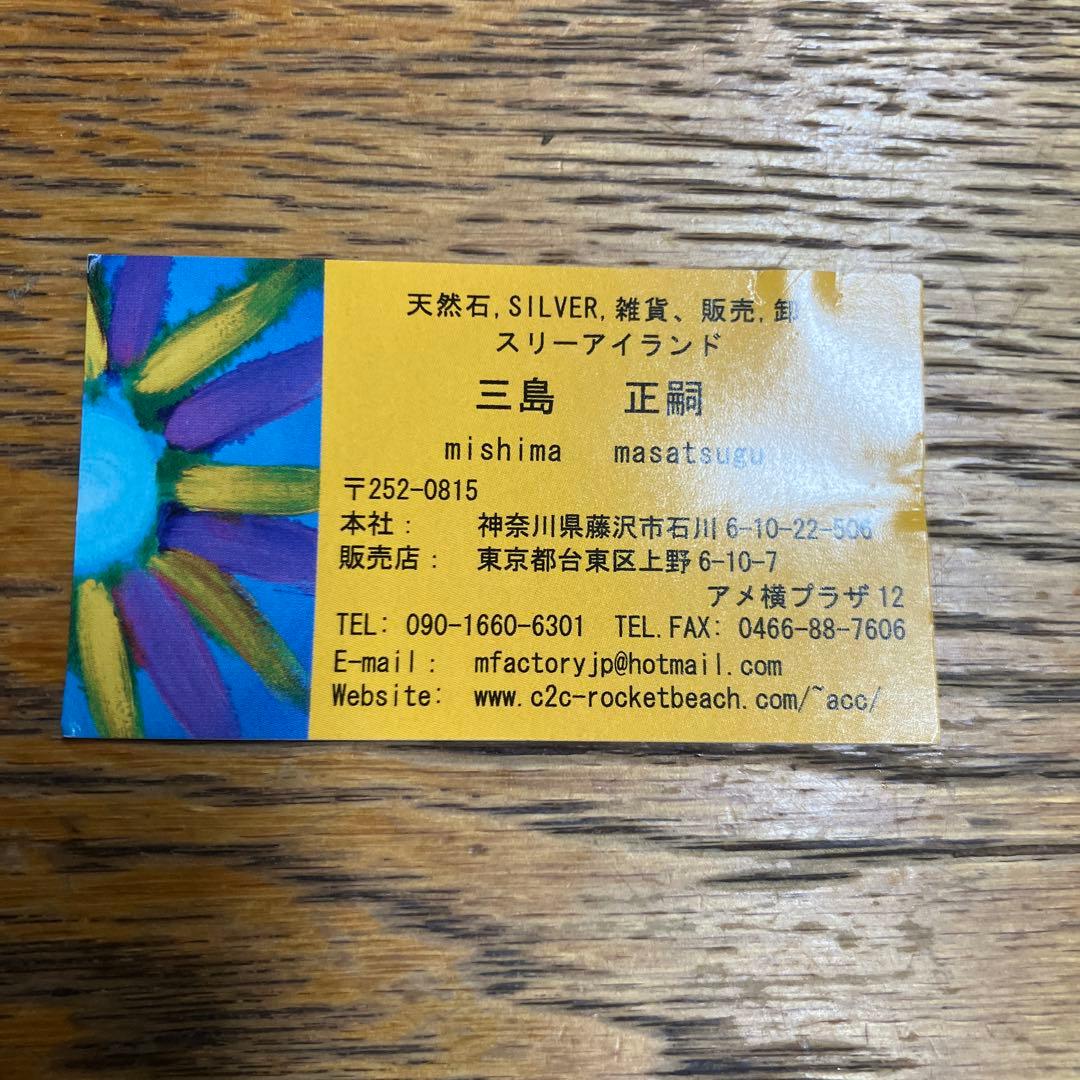 天然石,SILVER,雑貨、販売,卸
スリーアイランド
三島 正嗣
mishima masatsugu
〒252-0815
本社: 神奈川県藤沢市石川6-10-22-506
販売店: 東京都台東区上野6-10-7
アメ横プラザ12
TEL: 090-1660-6301 TEL.FAX: 0466-88-7606
E-mail: mfactoryjp@hotmail.com
Website: www.c2c-rocketbeach.com/~acc/